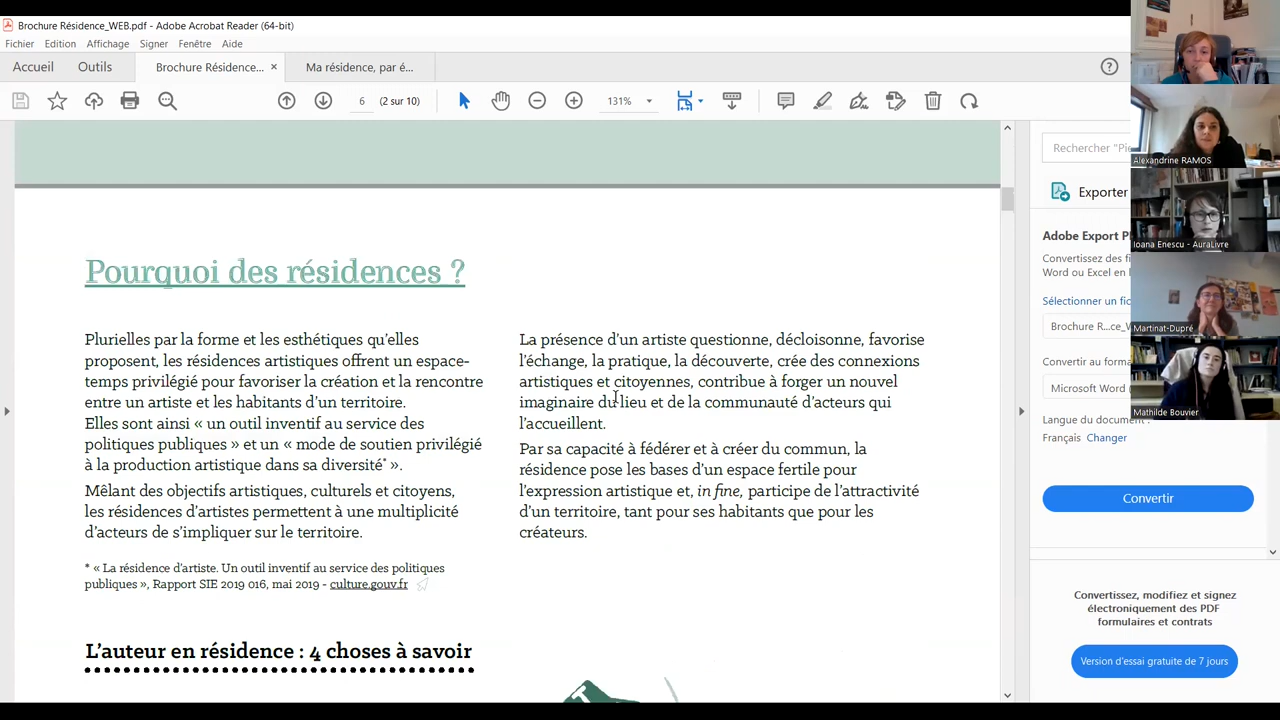 Brochure Résidence_WEB.pdf - Adobe Acrobat Reader (64-bit)
Fichier Edition Affichage Signer Fenêtre Aide
Accueil Outils Brochure Résidence... × Ma résidence, par é...
6 (2 sur 10) 131%
Pourquoi des résidences ?
Plurielles par la forme et les esthétiques qu’elles
proposent, les résidences artistiques offrent un espace-
temps privilégié pour favoriser la création et la rencontre
entre un artiste et les habitants d’un territoire.
Elles sont ainsi « un outil inventif au service des
politiques publiques » et un « mode de soutien privilégié
à la production artistique dans sa diversité* ».
Mêlant des objectifs artistiques, culturels et citoyens,
les résidences d’artistes permettent à une multiplicité
d’acteurs de s’impliquer sur le territoire.
* « La résidence d’artiste. Un outil inventif au service des politiques
publiques », Rapport SIE 2019 016, mai 2019 - culture.gouv.fr
La présence d’un artiste questionne, décloisonne, favorise
l’échange, la pratique, la découverte, crée des connexions
artistiques et citoyennes, contribue à forger un nouvel
imaginaire du lieu et de la communauté d’acteurs qui
l’accueillent.
Par sa capacité à fédérer et à créer du commun, la
résidence pose les bases d’un espace fertile pour
l’expression artistique et, in fine, participe de l’attractivité
d’un territoire, tant pour ses habitants que pour les
créateurs.
L’auteur en résidence : 4 choses à savoir
Rechercher "Pie
Exporter
Adobe Export P
Convertissez des fi
Word ou Excel en l
Sélectionner un fic
Brochure R...ce_W
Convertir au forma
Microsoft Word (
Langue du document :
Français Changer
Convertir
Convertissez, modifiez et signez
électroniquement des PDF
formulaires et contrats
Version d'essai gratuite de 7 jours
Alexandrine RAMOS
Ioana Enescu - AuraLivre
Martinat-Dupré
Mathilde Bouvier